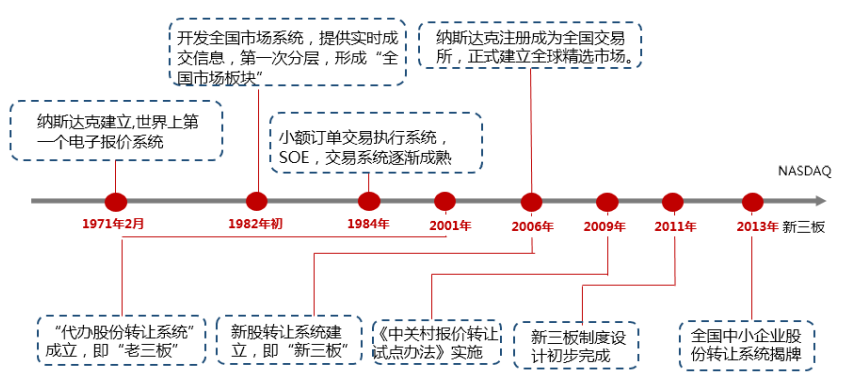 开发全国市场系统，提供实时成
交信息，第一次分层，形成“全
国市场板块”
纳斯达克注册成为全国交易
所，正式建立全球精选市场。
纳斯达克建立,世界上第
一个电子报价系统
小额订单交易执行系统，
SOE，交易系统逐渐成熟
NASDAQ
1971年2月
1982年初
1984年
2001年
2006年
2009年
2011年
2013年
新三板
“代办股份转让系统”
成立，即“老三板”
新股转让系统建
立，即“新三板”
《中关村报价转让
试点办法》实施
新三板制度设
计初步完成
全国中小企业股
份转让系统揭牌